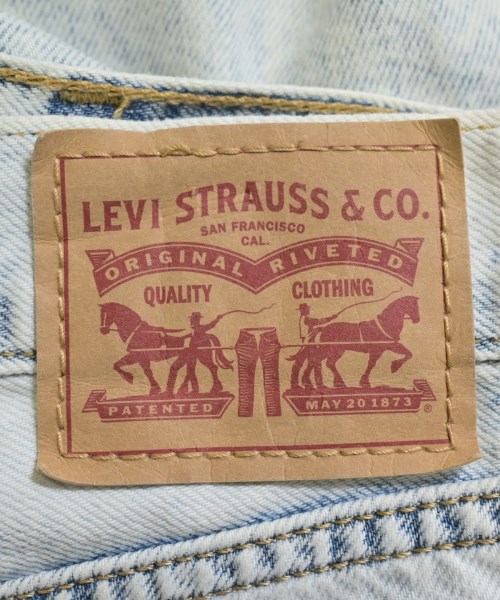 LEVI STRAUSS & CO.
SAN FRANCISCO
CAL.
ORIGINAL RIVETED
QUALITY CLOTHING
PATENTED MAY 20 1873 ®